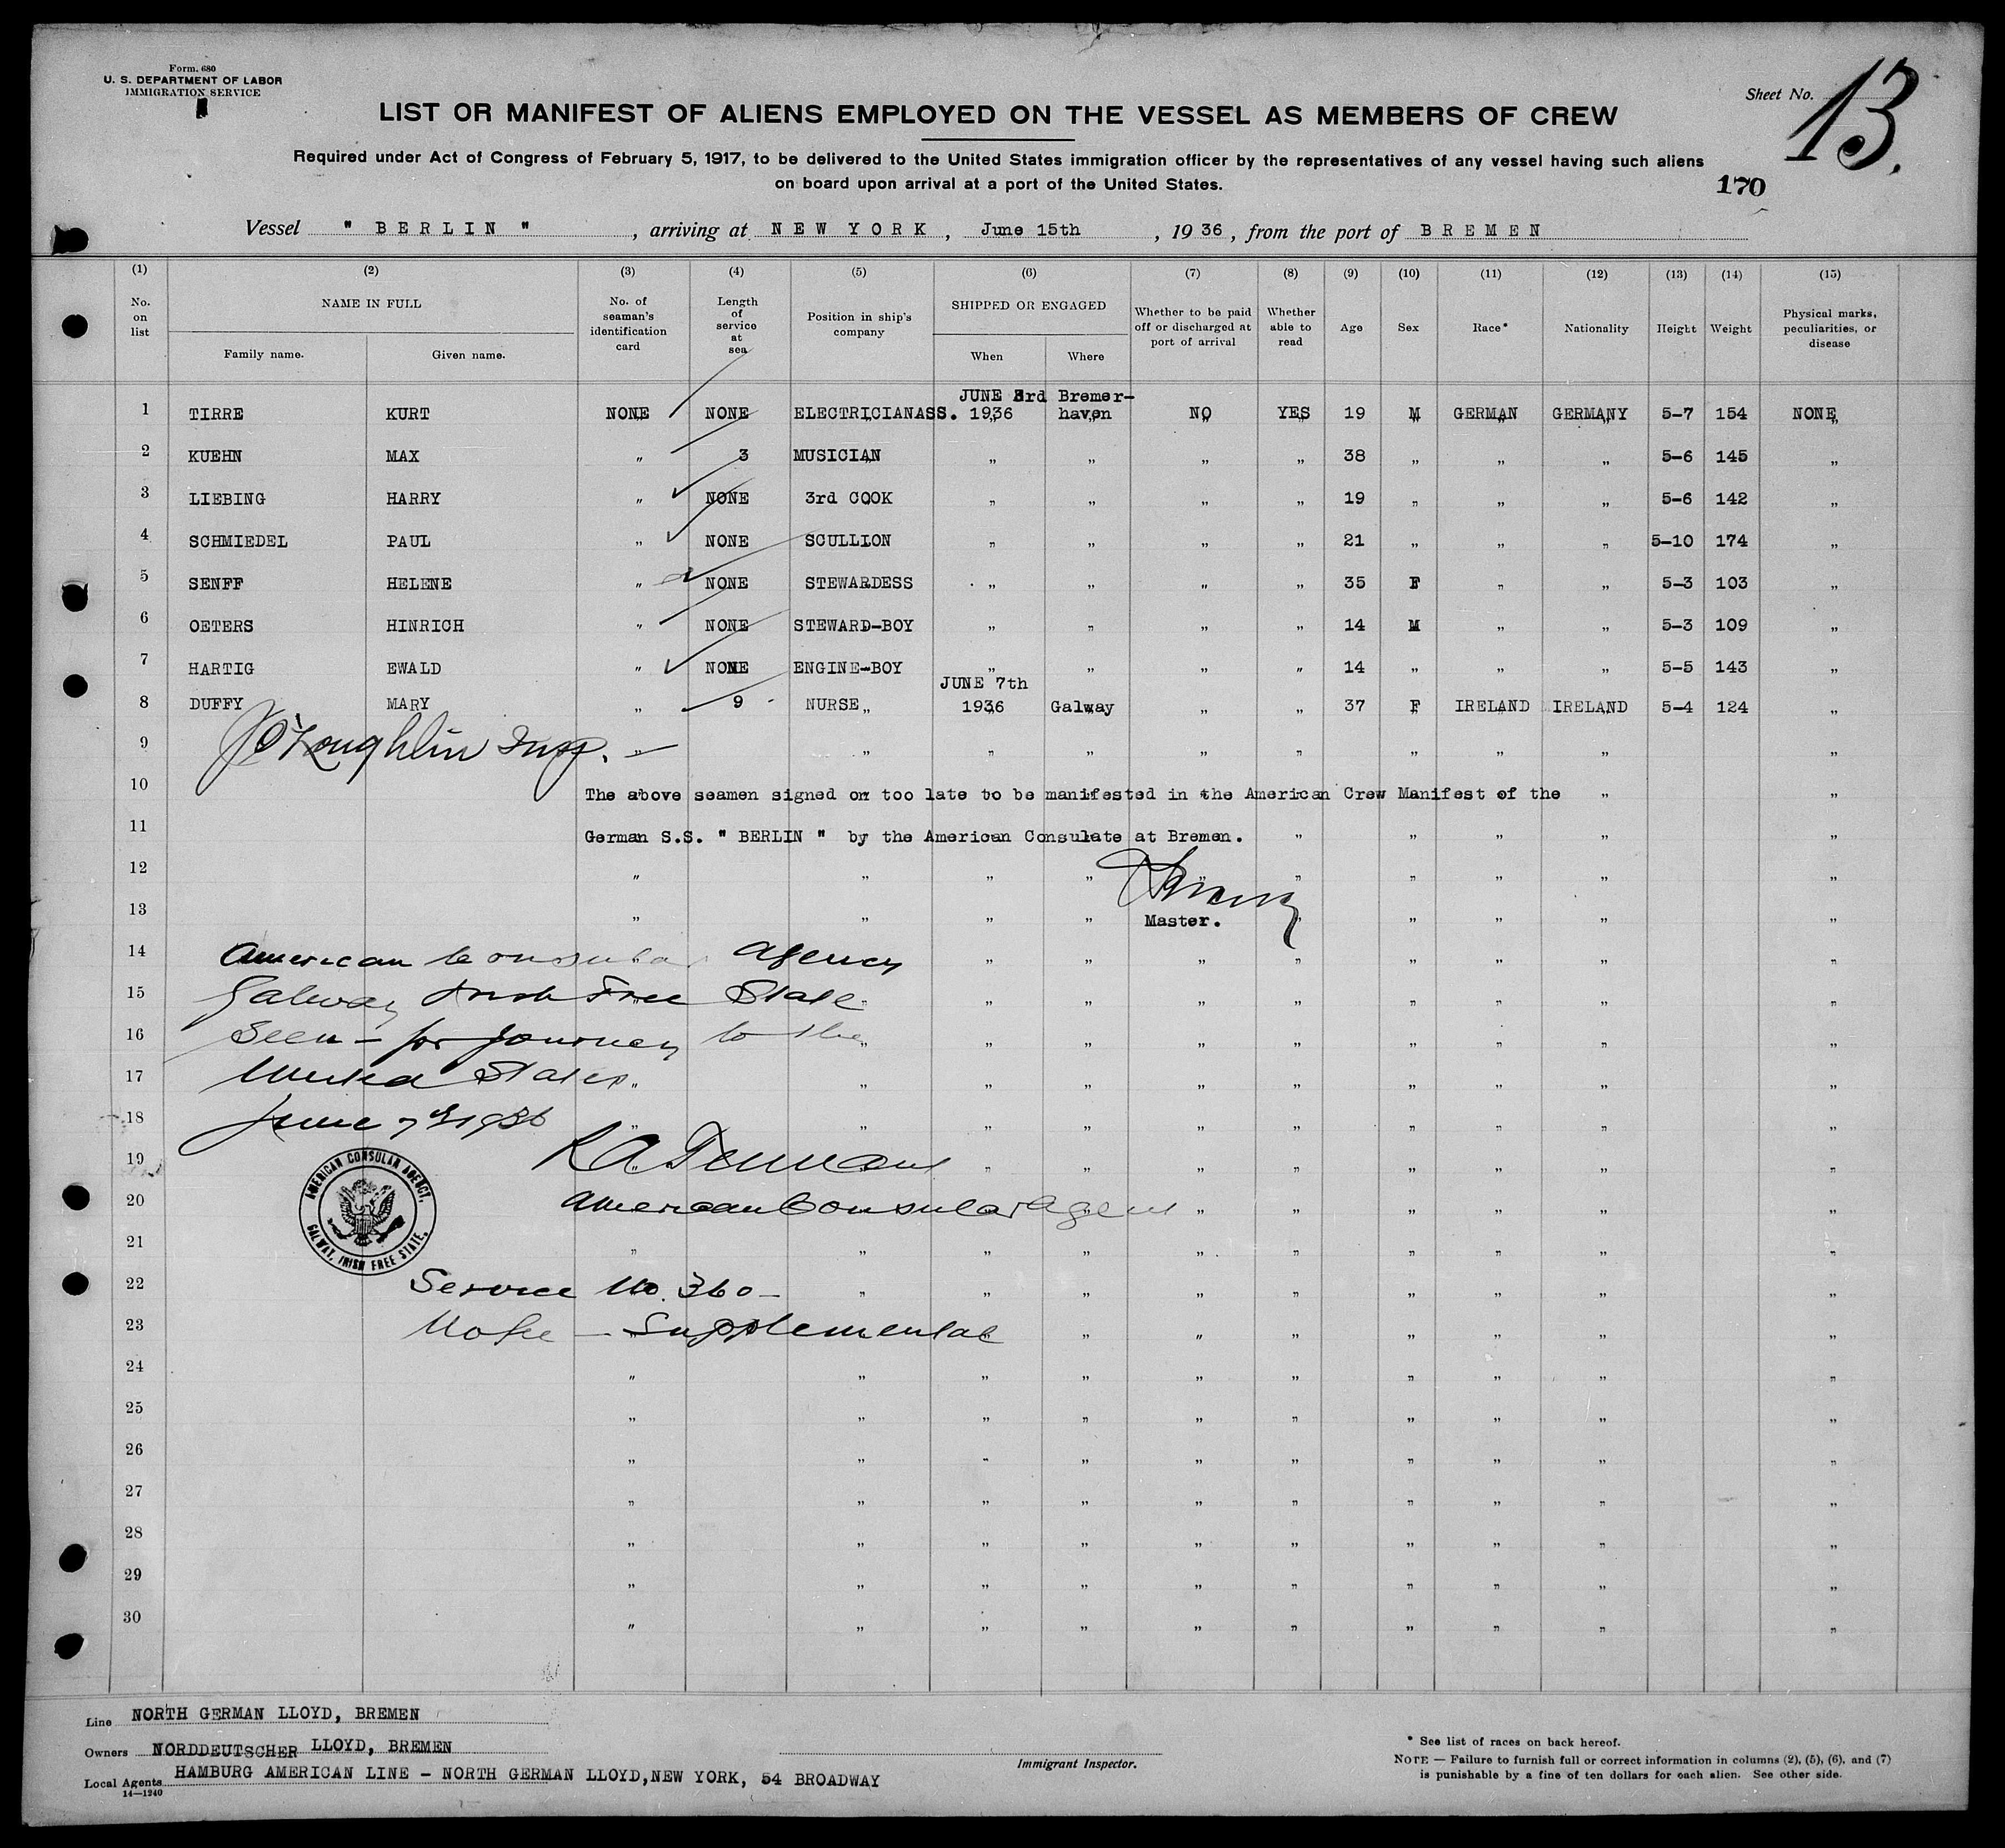 Form. 680
U. S. DEPARTMENT OF LABOR
IMMIGRATION SERVICE
Sheet No. 13.
LIST OR MANIFEST OF ALIENS EMPLOYED ON THE VESSEL AS MEMBERS OF CREW
Required under Act of Congress of February 5, 1917, to be delivered to the United States immigration officer by the representatives of any vessel having such aliens
on board upon arrival at a port of the United States.
170
Vessel " BERLIN ", arriving at NEW YORK, June 15th, 1936, from the port of BREMEN
(1) (2) (3) (4) (5) (6) (7) (8) (9) (10) (11) (12) (13) (14) (15)
No. on list NAME IN FULL Family name. Given name. No. of seaman's identification card Length of service at sea Position in ship's company SHIPPED OR ENGAGED When Where Whether to be paid off or discharged at port of arrival Whether able to read Age Sex Race* Nationality Height Weight Physical marks, peculiarities, or disease
1 TIRRE KURT NONE NONE ELECTRICIANASS. JUNE 3rd 1936 Bremerhaven NO YES 19 M GERMAN GERMANY 5-7 154 NONE
2 KUEHN MAX " 3 MUSICIAN " " " " 38 " " " 5-6 145 "
3 LIEBING HARRY " NONE 3rd COOK " " " " 19 " " " 5-6 142 "
4 SCHMIEDEL PAUL " NONE SCULLION " " " " 21 " " " 5-10 174 "
5 SENFF HELENE " NONE STEWARDESS " " " " 35 F " " 5-3 103 "
6 OETERS HINRICH " NONE STEWARD-BOY " " " " 14 M " " 5-3 109 "
7 HARTIG EWALD " NONE ENGINE-BOY " " " " 14 " " " 5-5 143 "
8 DUFFY MARY " 9 NURSE JUNE 7th 1936 Galway " " 37 F IRELAND IRELAND 5-4 124 "
9 O'Loughlin Insp.
10 The above seamen signed on too late to be manifested in the American Crew Manifest of the
11 German S.S. " BERLIN " by the American Consulate at Bremen.
12
13 Master.
14 American Consular Agency
15 Galway Irish Free State
16 Seen - for journey to the
17 United States.
18 June 7th 1936
19 R A Tennant
20 American Consular Agent
AMERICAN CONSULAR AGENCY,
GALWAY, IRISH FREE STATE.
21
22 Service No. 360 -
23 Nofee - Supplemental
24
25
26
27
28
29
30
Line NORTH GERMAN LLOYD, BREMEN
Owners NORDDEUTSCHER LLOYD, BREMEN
Local Agents HAMBURG AMERICAN LINE - NORTH GERMAN LLOYD, NEW YORK, 54 BROADWAY
14-1240
Immigrant Inspector.
* See list of races on back hereof.
NOTE — Failure to furnish full or correct information in columns (2), (5), (6), and (7)
is punishable by a fine of ten dollars for each alien. See other side.